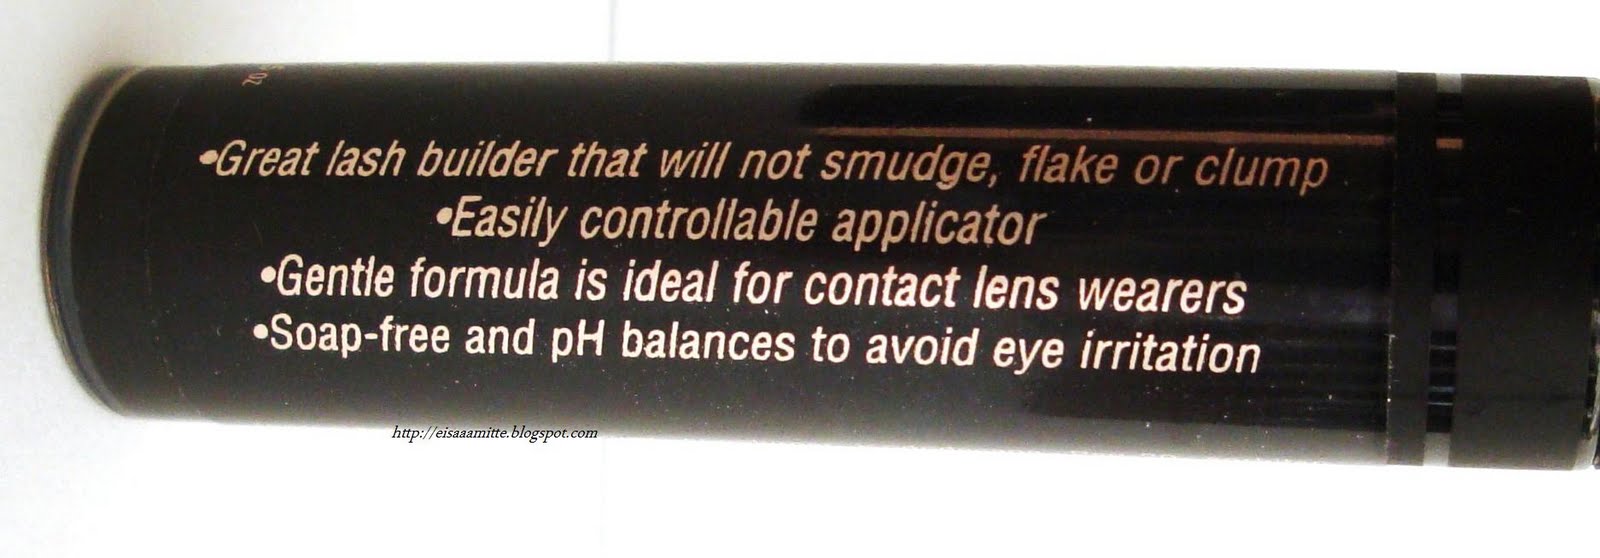 •Great lash builder that will not smudge, flake or clump
•Easily controllable applicator
•Gentle formula is ideal for contact lens wearers
•Soap-free and pH balances to avoid eye irritation
http://eisaaamitte.blogspot.com